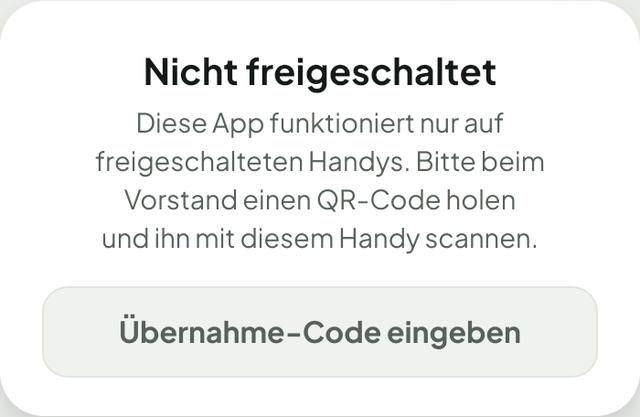 Nicht freigeschaltet
Diese App funktioniert nur auf
freigeschalteten Handys. Bitte beim
Vorstand einen QR-Code holen
und ihn mit diesem Handy scannen.
Übernahme-Code eingeben